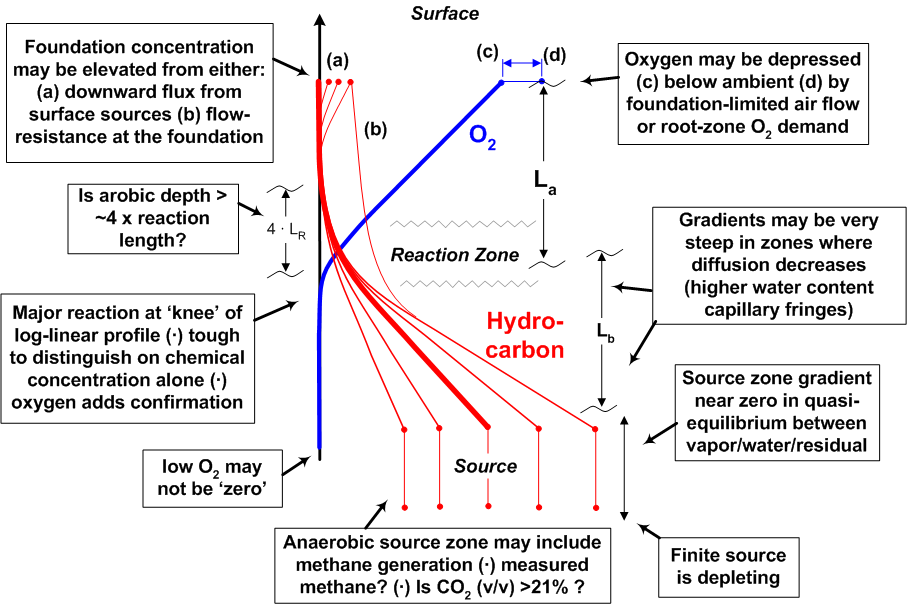 Surface
Foundation concentration
may be elevated from either:
(a) downward flux from
surface sources (b) flow-
resistance at the foundation
(a)
(b)
(c)
(d)
O2
Oxygen may be depressed
(c) below ambient (d) by
foundation-limited air flow
or root-zone O2 demand
La
Is arobic depth >
~4 x reaction
length?
4 · LR
Reaction Zone
Gradients may be very
steep in zones where
diffusion decreases
(higher water content
capillary fringes)
Major reaction at ‘knee’ of
log-linear profile (·) tough
to distinguish on chemical
concentration alone (·)
oxygen adds confirmation
Hydro-
carbon
Lb
Source zone gradient
near zero in quasi-
equilibrium between
vapor/water/residual
low O2 may
not be ‘zero’
Source
Anaerobic source zone may include
methane generation (·) measured
methane? (·) Is CO2 (v/v) >21% ?
Finite source
is depleting